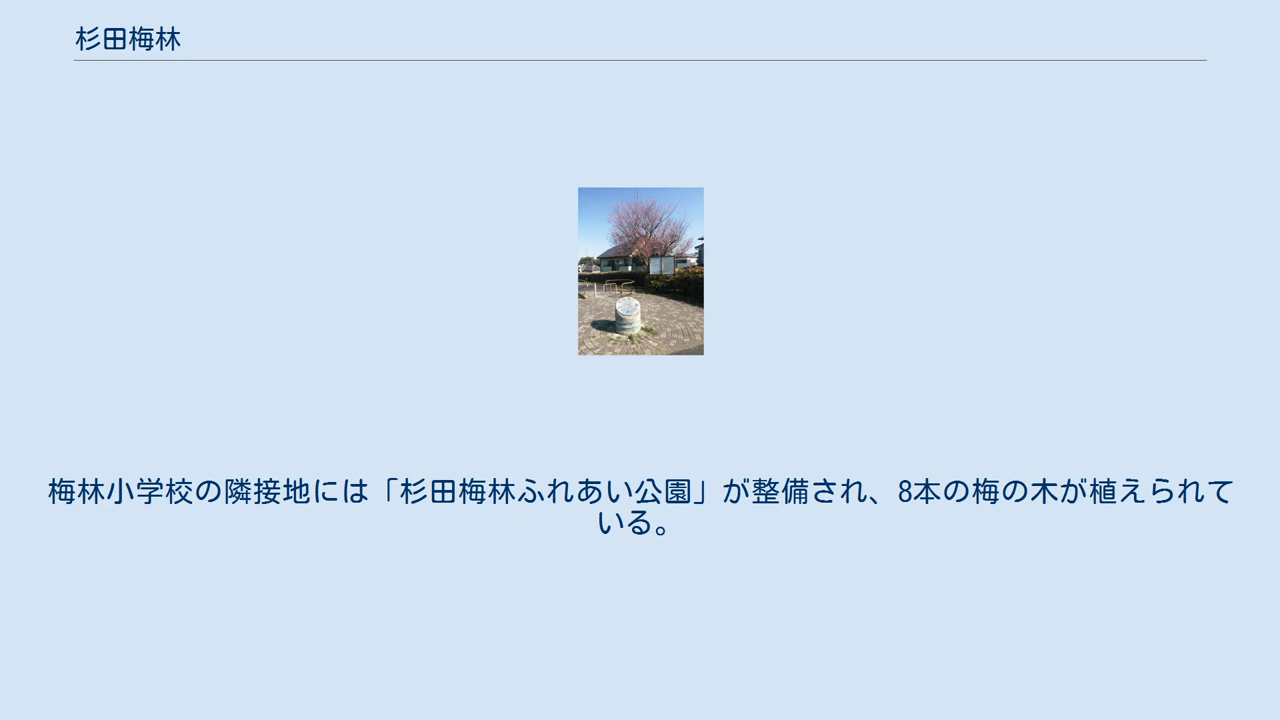 杉田梅林
梅林小学校の隣接地には「杉田梅林ふれあい公園」が整備され、8本の梅の木が植えられて
いる。